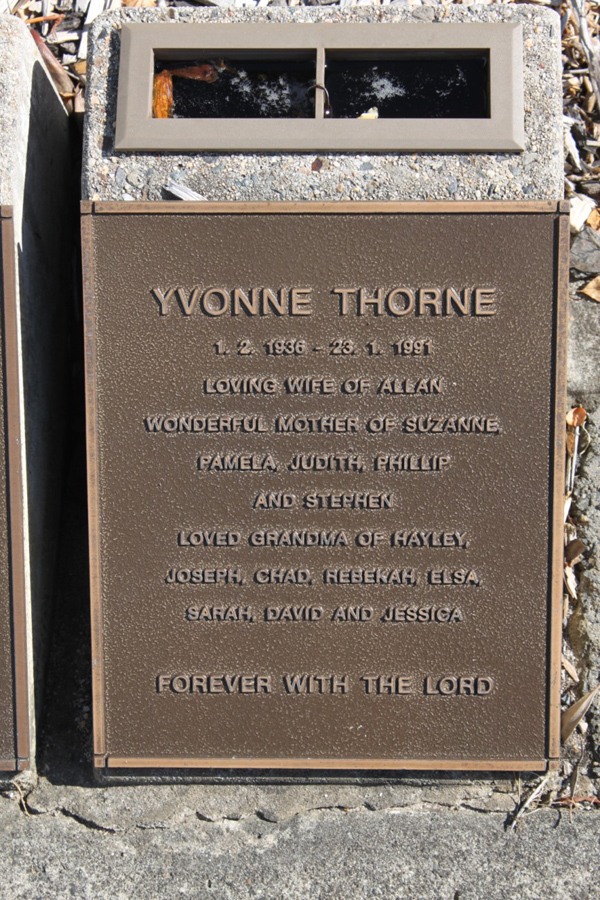 YVONNE THORNE
1. 2. 1936 - 23. 1. 1991
LOVING WIFE OF ALLAN
WONDERFUL MOTHER OF SUZANNE,
PAMELA, JUDITH, PHILLIP
AND STEPHEN
LOVED GRANDMA OF HAYLEY,
JOSEPH, CHAD, REBEKAH, ELSA,
SARAH, DAVID AND JESSICA
FOREVER WITH THE LORD